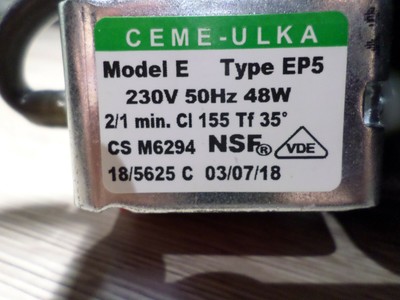 CEME-ULKA
Model E Type EP5
230V 50Hz 48W
2/1 min. Cl 155 Tf 35°
CS M6294 NSF® VDE
18/5625 C 03/07/18